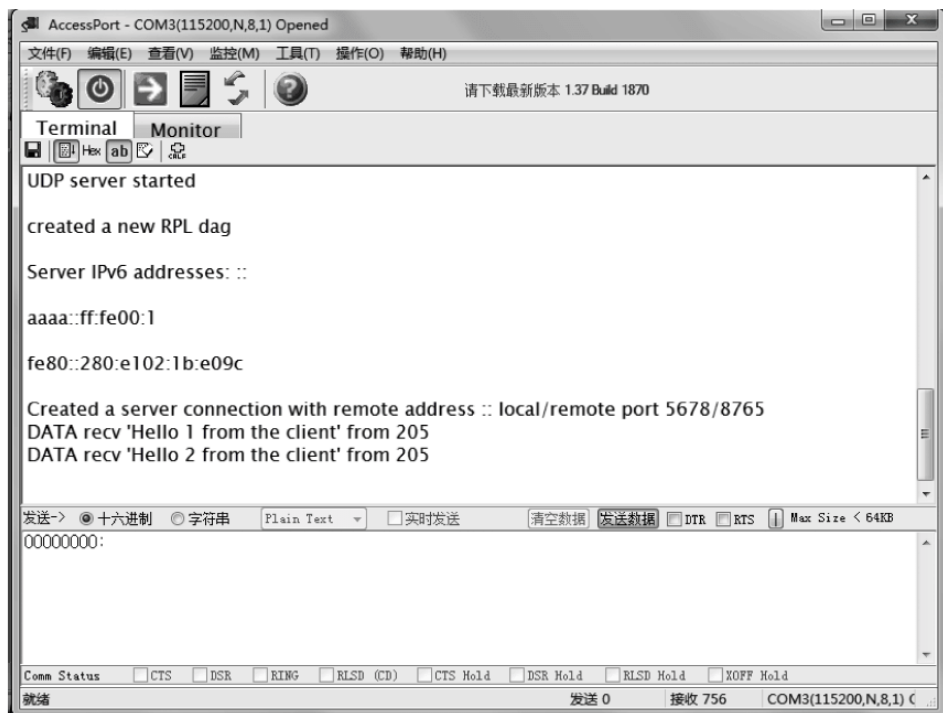 AccessPort - COM3(115200,N,8,1) Opened
文件(F) 编辑(E) 查看(V) 监控(M) 工具(T) 操作(O) 帮助(H)
请下载最新版本 1.37 Build 1870
Terminal Monitor
Hex ab
UDP server started
created a new RPL dag
Server IPv6 addresses: ::
aaaa::ff:fe00:1
fe80::280:e102:1b:e09c
Created a server connection with remote address :: local/remote port 5678/8765
DATA recv 'Hello 1 from the client' from 205
DATA recv 'Hello 2 from the client' from 205
发送-> 十六进制 字符串 Plain Text 实时发送 清空数据 发送数据 DTR RTS Max Size < 64KB
00000000:
Comm Status CTS DSR RING RLSD (CD) CTS Hold DSR Hold RLSD Hold XOFF Hold
就绪 发送 0 接收 756 COM3(115200,N,8,1)